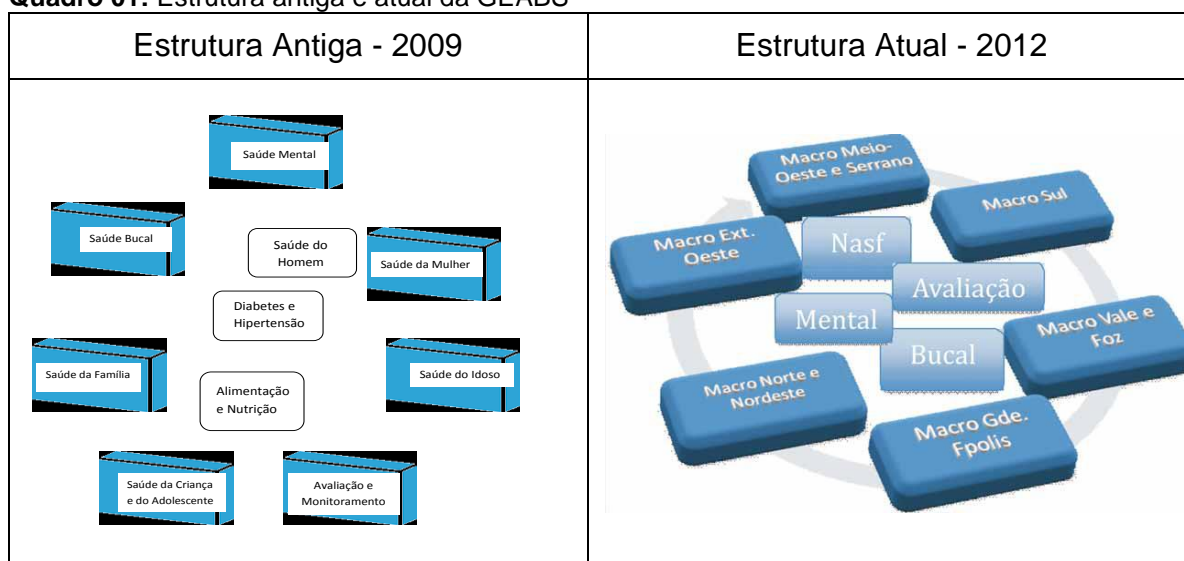 Quadro 01: Estrutura antiga e atual da GEABS
Estrutura Antiga - 2009
Estrutura Atual - 2012
Saúde Mental
Saúde Bucal
Saúde do
Homem
Saúde da Mulher
Diabetes e
Hipertensão
Saúde da Família
Saúde do Idoso
Alimentação
e Nutrição
Saúde da Criança
e do Adolescente
Avaliação e
Monitoramento
Macro Meio-
Oeste e Serrano
Macro Sul
Macro Ext.
Oeste
Nasf
Avaliação
Mental
Bucal
Macro Vale e
Foz
Macro Norte e
Nordeste
Macro Gde.
Fpolis